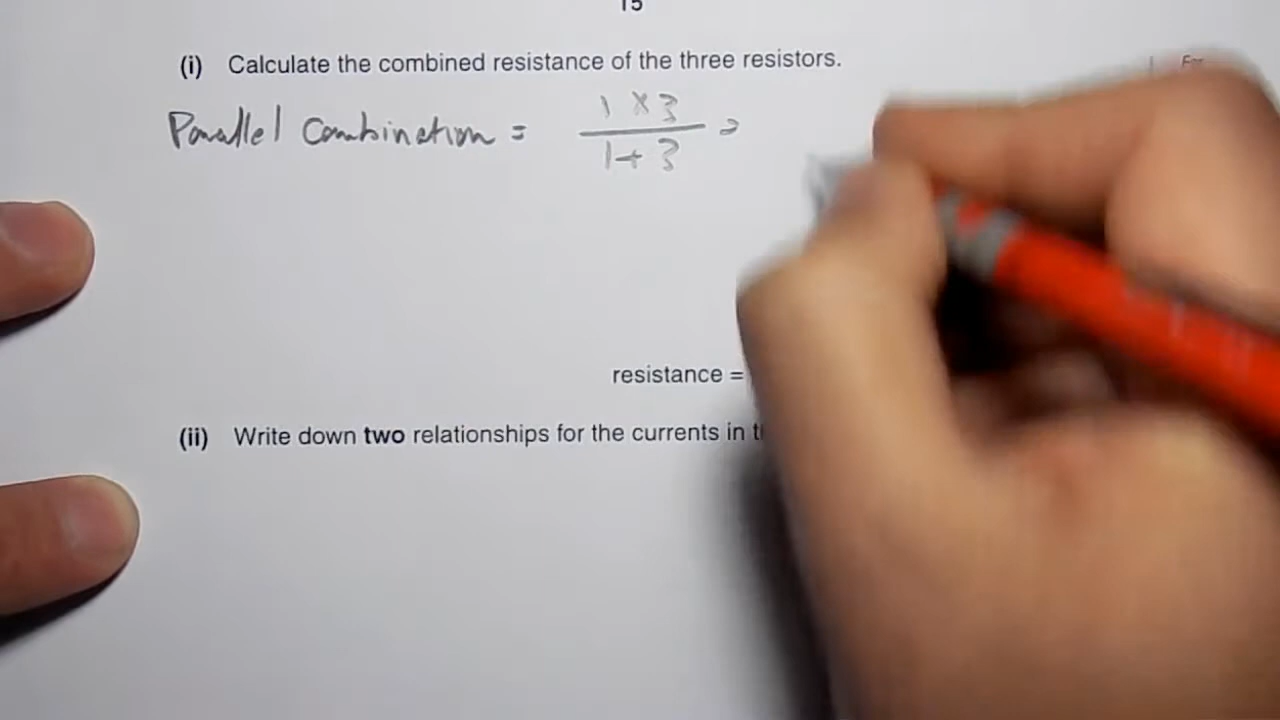 15
(i) Calculate the combined resistance of the three resistors.
For
Parallel Combination = 1 × 3 / 1 + 3 =
resistance =
(ii) Write down two relationships for the currents in